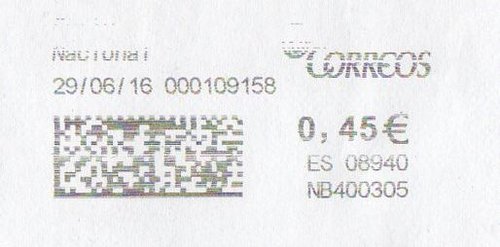 Nacional
CORREOS
29/06/16 000109158
0,45€
ES 08940
NB400305